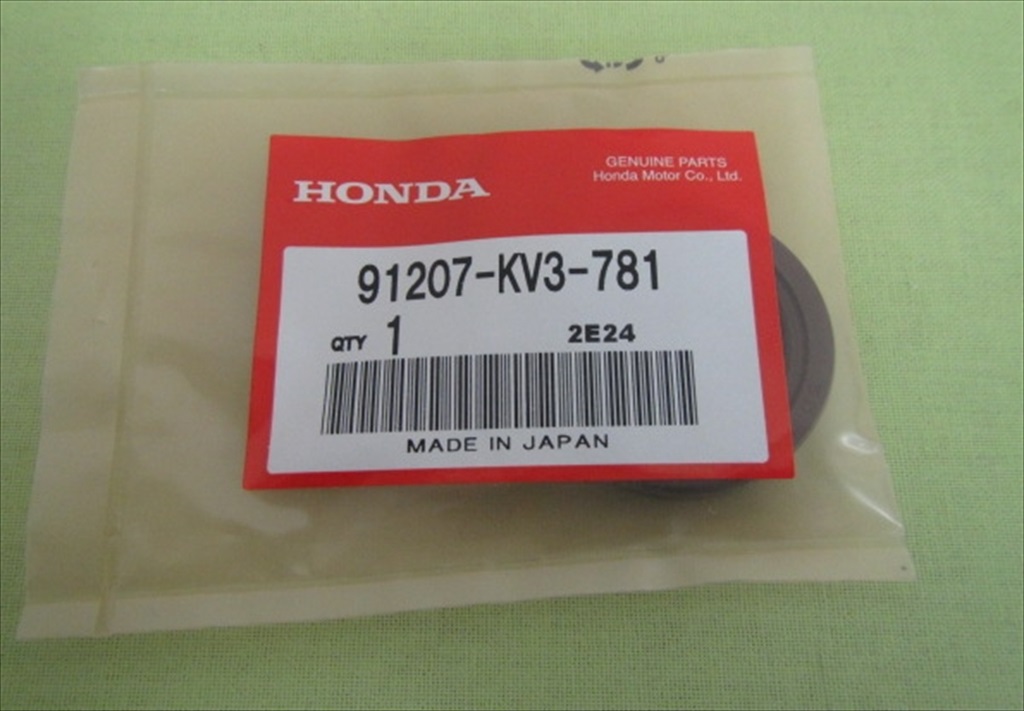 HONDA
GENUINE PARTS
Honda Motor Co., Ltd.
91207-KV3-781
QTY 1 2E24
MADE IN JAPAN